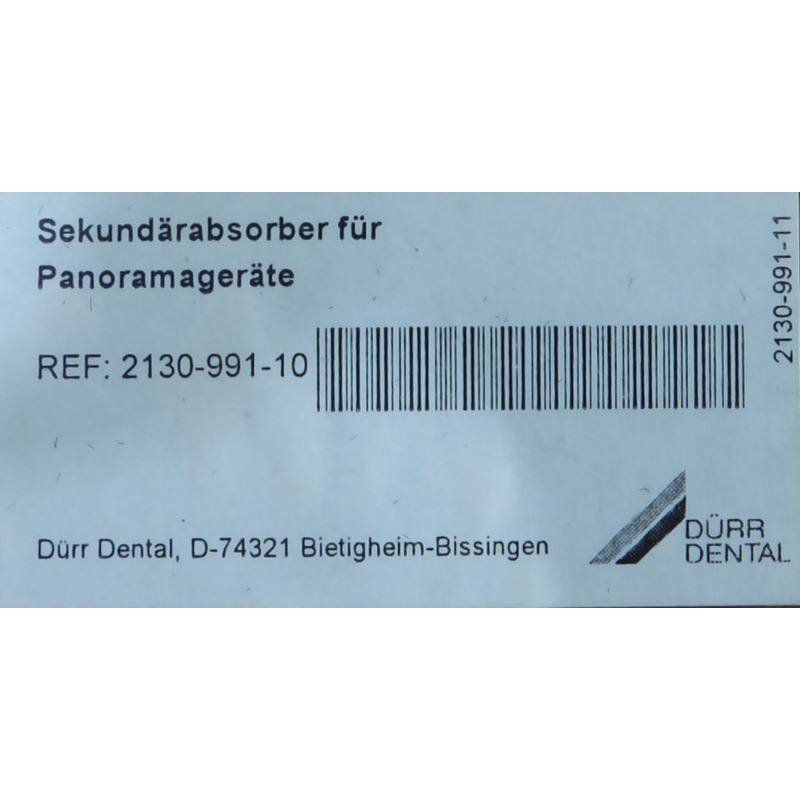 Sekundärabsorber für
Panoramageräte
REF: 2130-991-10
2130-991-11
Dürr Dental, D-74321 Bietigheim-Bissingen
DÜRR
DENTAL